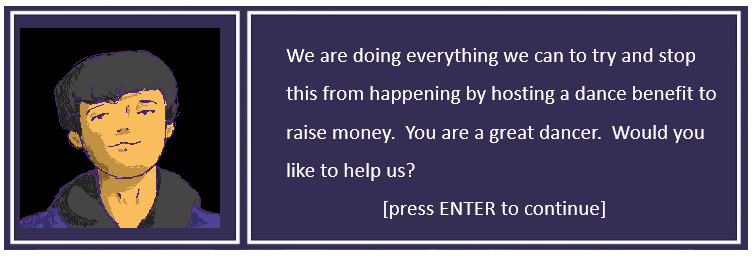 We are doing everything we can to try and stop
this from happening by hosting a dance benefit to
raise money.  You are a great dancer.  Would you
like to help us?
[press ENTER to continue]